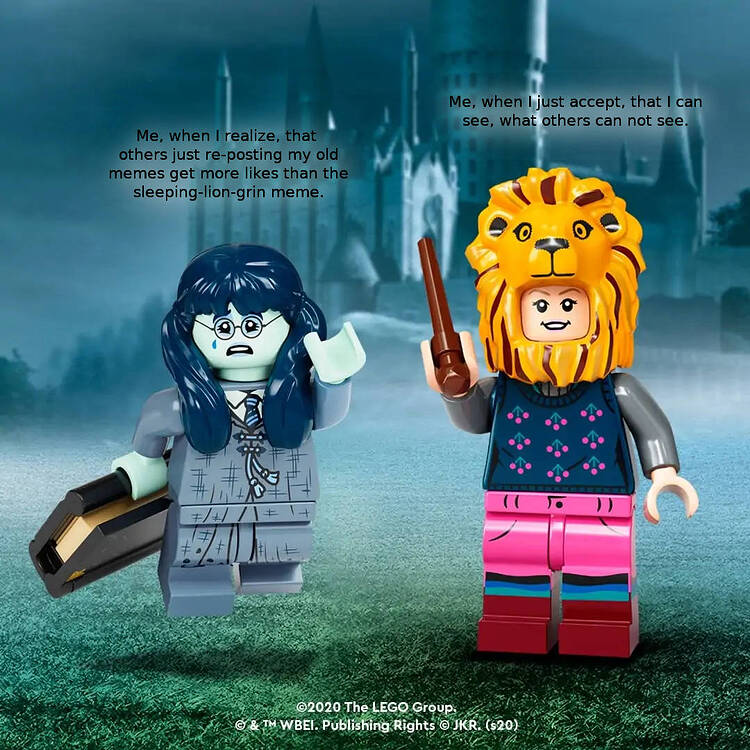 Me, when I realize, that
others just re-posting my old
memes get more likes than the
sleeping-lion-grin meme.
Me, when I just accept, that I can
see, what others can not see.
©2020 The LEGO Group.
© & ™ WBEI. Publishing Rights © JKR. (s20)